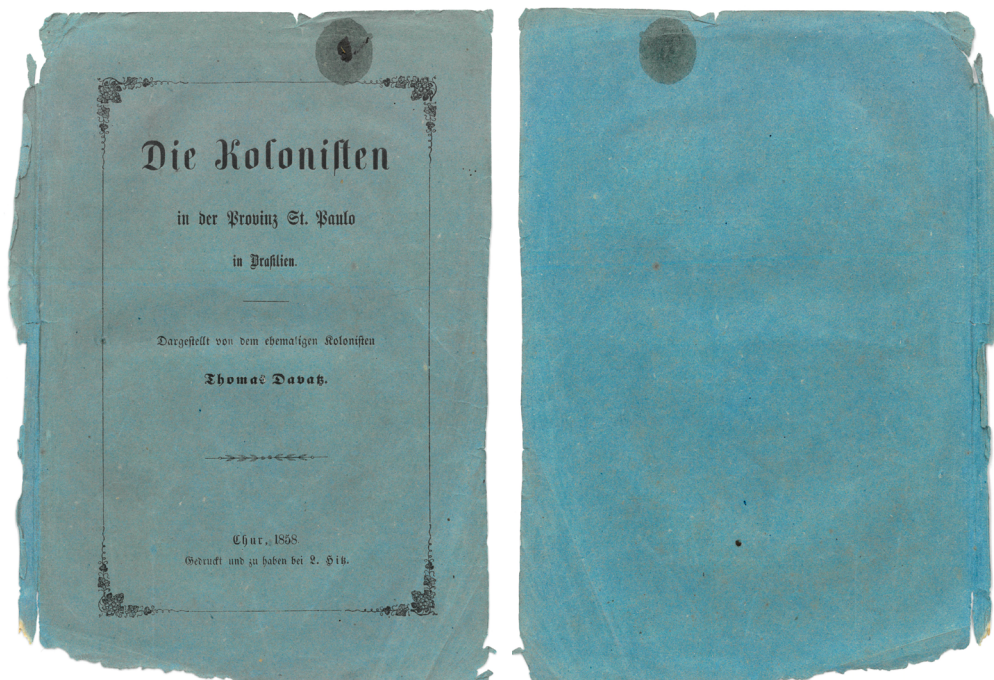 Die Kolonisten
in der Provinz St. Paulo
in Brasilien.
Dargestellt von dem ehemaligen Kolonisten
Thomas Davatz.
Chur, 1858
Gedruckt und zu haben bei L. Hitz.